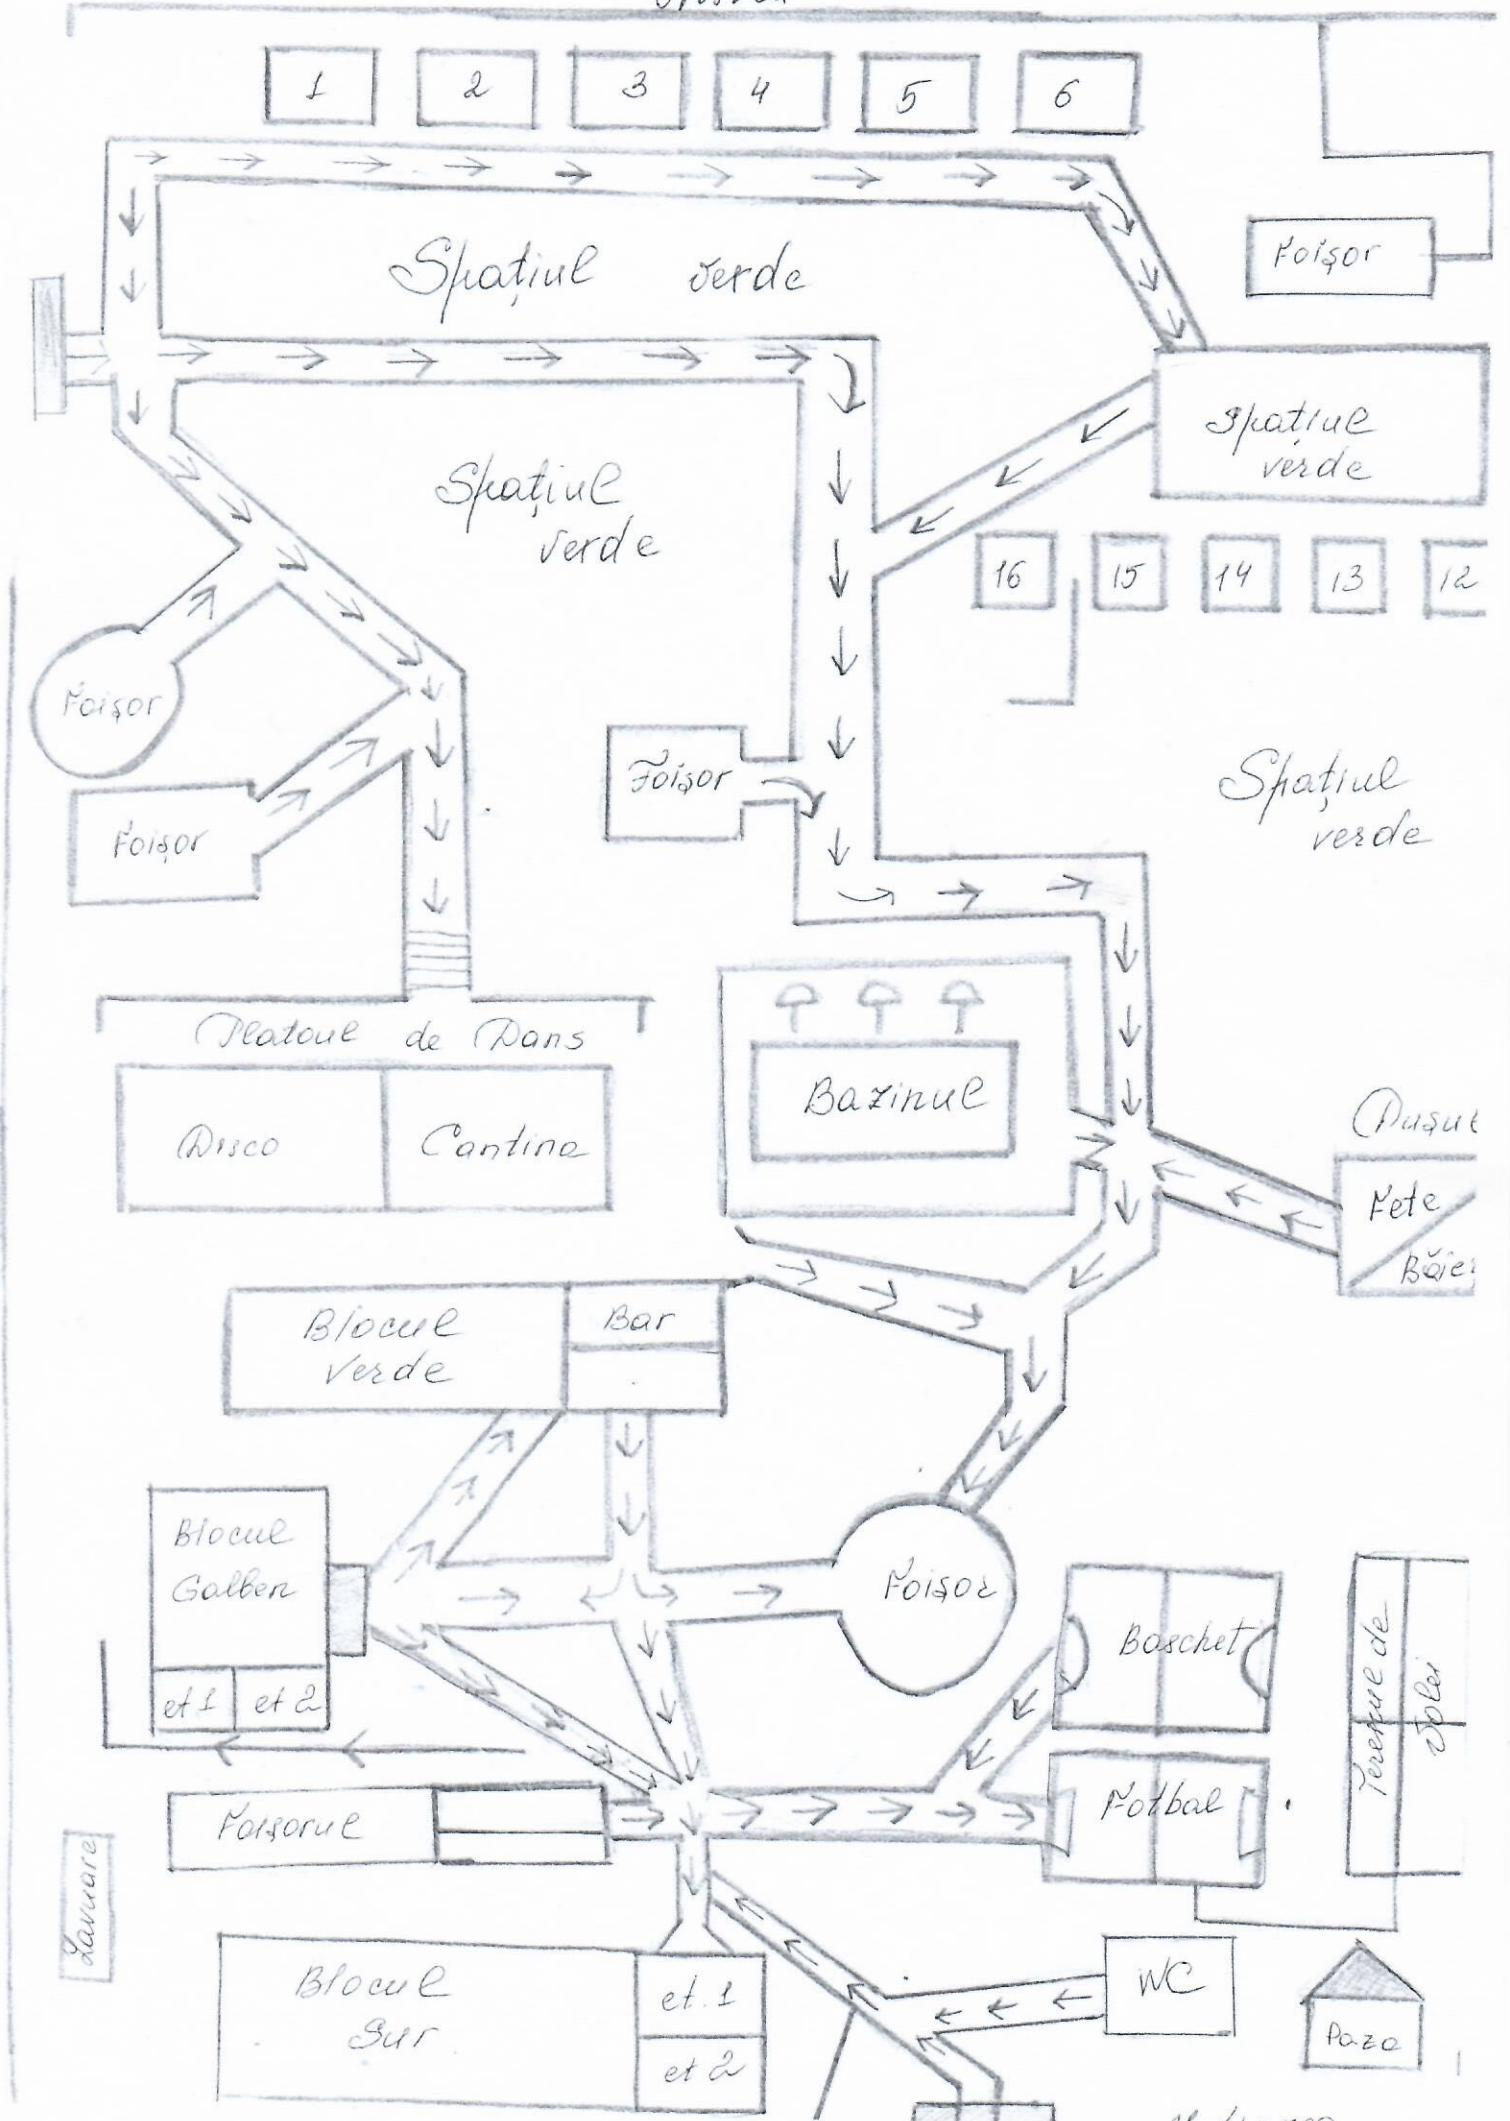 1 2 3 4 5 6
Foișor
Spațiul verde
Spațiul
verde
Spațiul
verde
16 15 14 13 12
Foișor
Foișor
Foișor
Spațiul
verde
Platoul de Dans
Disco Cantina
Bazinul
Fete
Blocul
verde
Bar
Blocul
Galben
et 1 et 2
Foișor
Baschet
Terenul de
Volei
Foișorul
Fotbal
Blocul
Sur
et. 1
et 2
WC
Paza